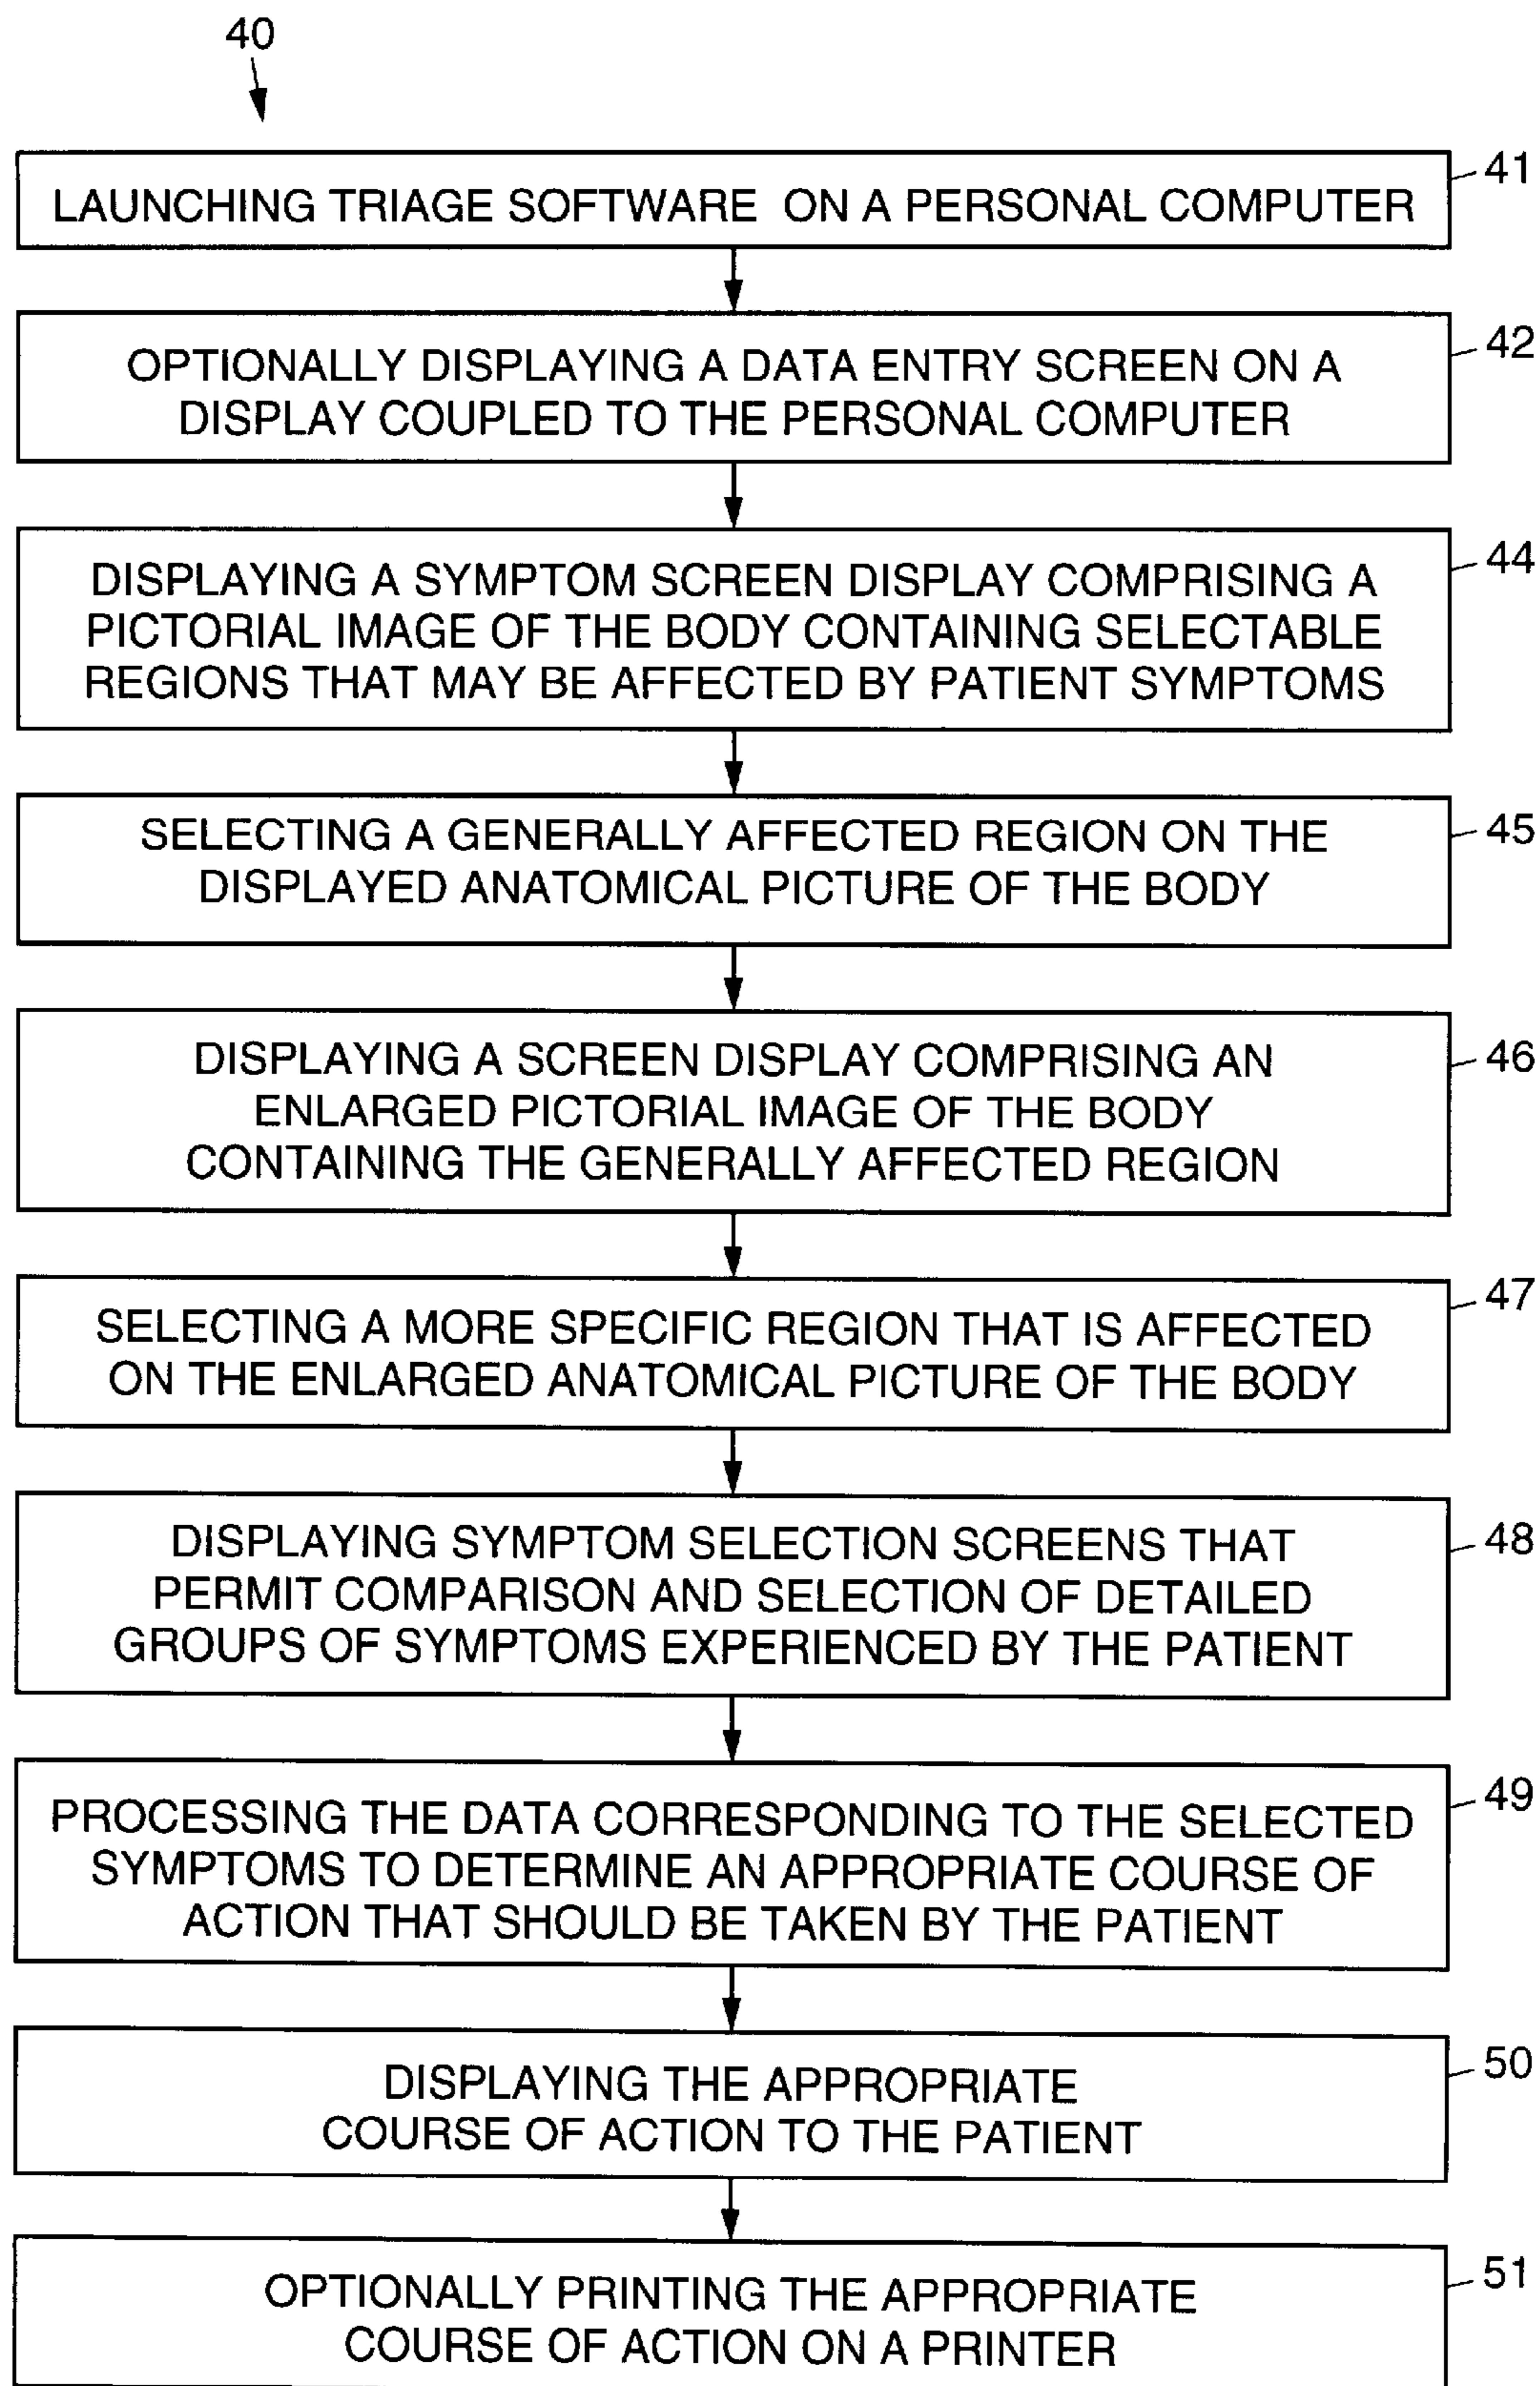 40
LAUNCHING TRIAGE SOFTWARE ON A PERSONAL COMPUTER
41
OPTIONALLY DISPLAYING A DATA ENTRY SCREEN ON A
DISPLAY COUPLED TO THE PERSONAL COMPUTER
42
DISPLAYING A SYMPTOM SCREEN DISPLAY COMPRISING A
PICTORIAL IMAGE OF THE BODY CONTAINING SELECTABLE
REGIONS THAT MAY BE AFFECTED BY PATIENT SYMPTOMS
44
SELECTING A GENERALLY AFFECTED REGION ON THE
DISPLAYED ANATOMICAL PICTURE OF THE BODY
45
DISPLAYING A SCREEN DISPLAY COMPRISING AN
ENLARGED PICTORIAL IMAGE OF THE BODY
CONTAINING THE GENERALLY AFFECTED REGION
46
SELECTING A MORE SPECIFIC REGION THAT IS AFFECTED
ON THE ENLARGED ANATOMICAL PICTURE OF THE BODY
47
DISPLAYING SYMPTOM SELECTION SCREENS THAT
PERMIT COMPARISON AND SELECTION OF DETAILED
GROUPS OF SYMPTOMS EXPERIENCED BY THE PATIENT
48
PROCESSING THE DATA CORRESPONDING TO THE SELECTED
SYMPTOMS TO DETERMINE AN APPROPRIATE COURSE OF
ACTION THAT SHOULD BE TAKEN BY THE PATIENT
49
DISPLAYING THE APPROPRIATE
COURSE OF ACTION TO THE PATIENT
50
OPTIONALLY PRINTING THE APPROPRIATE
COURSE OF ACTION ON A PRINTER
51